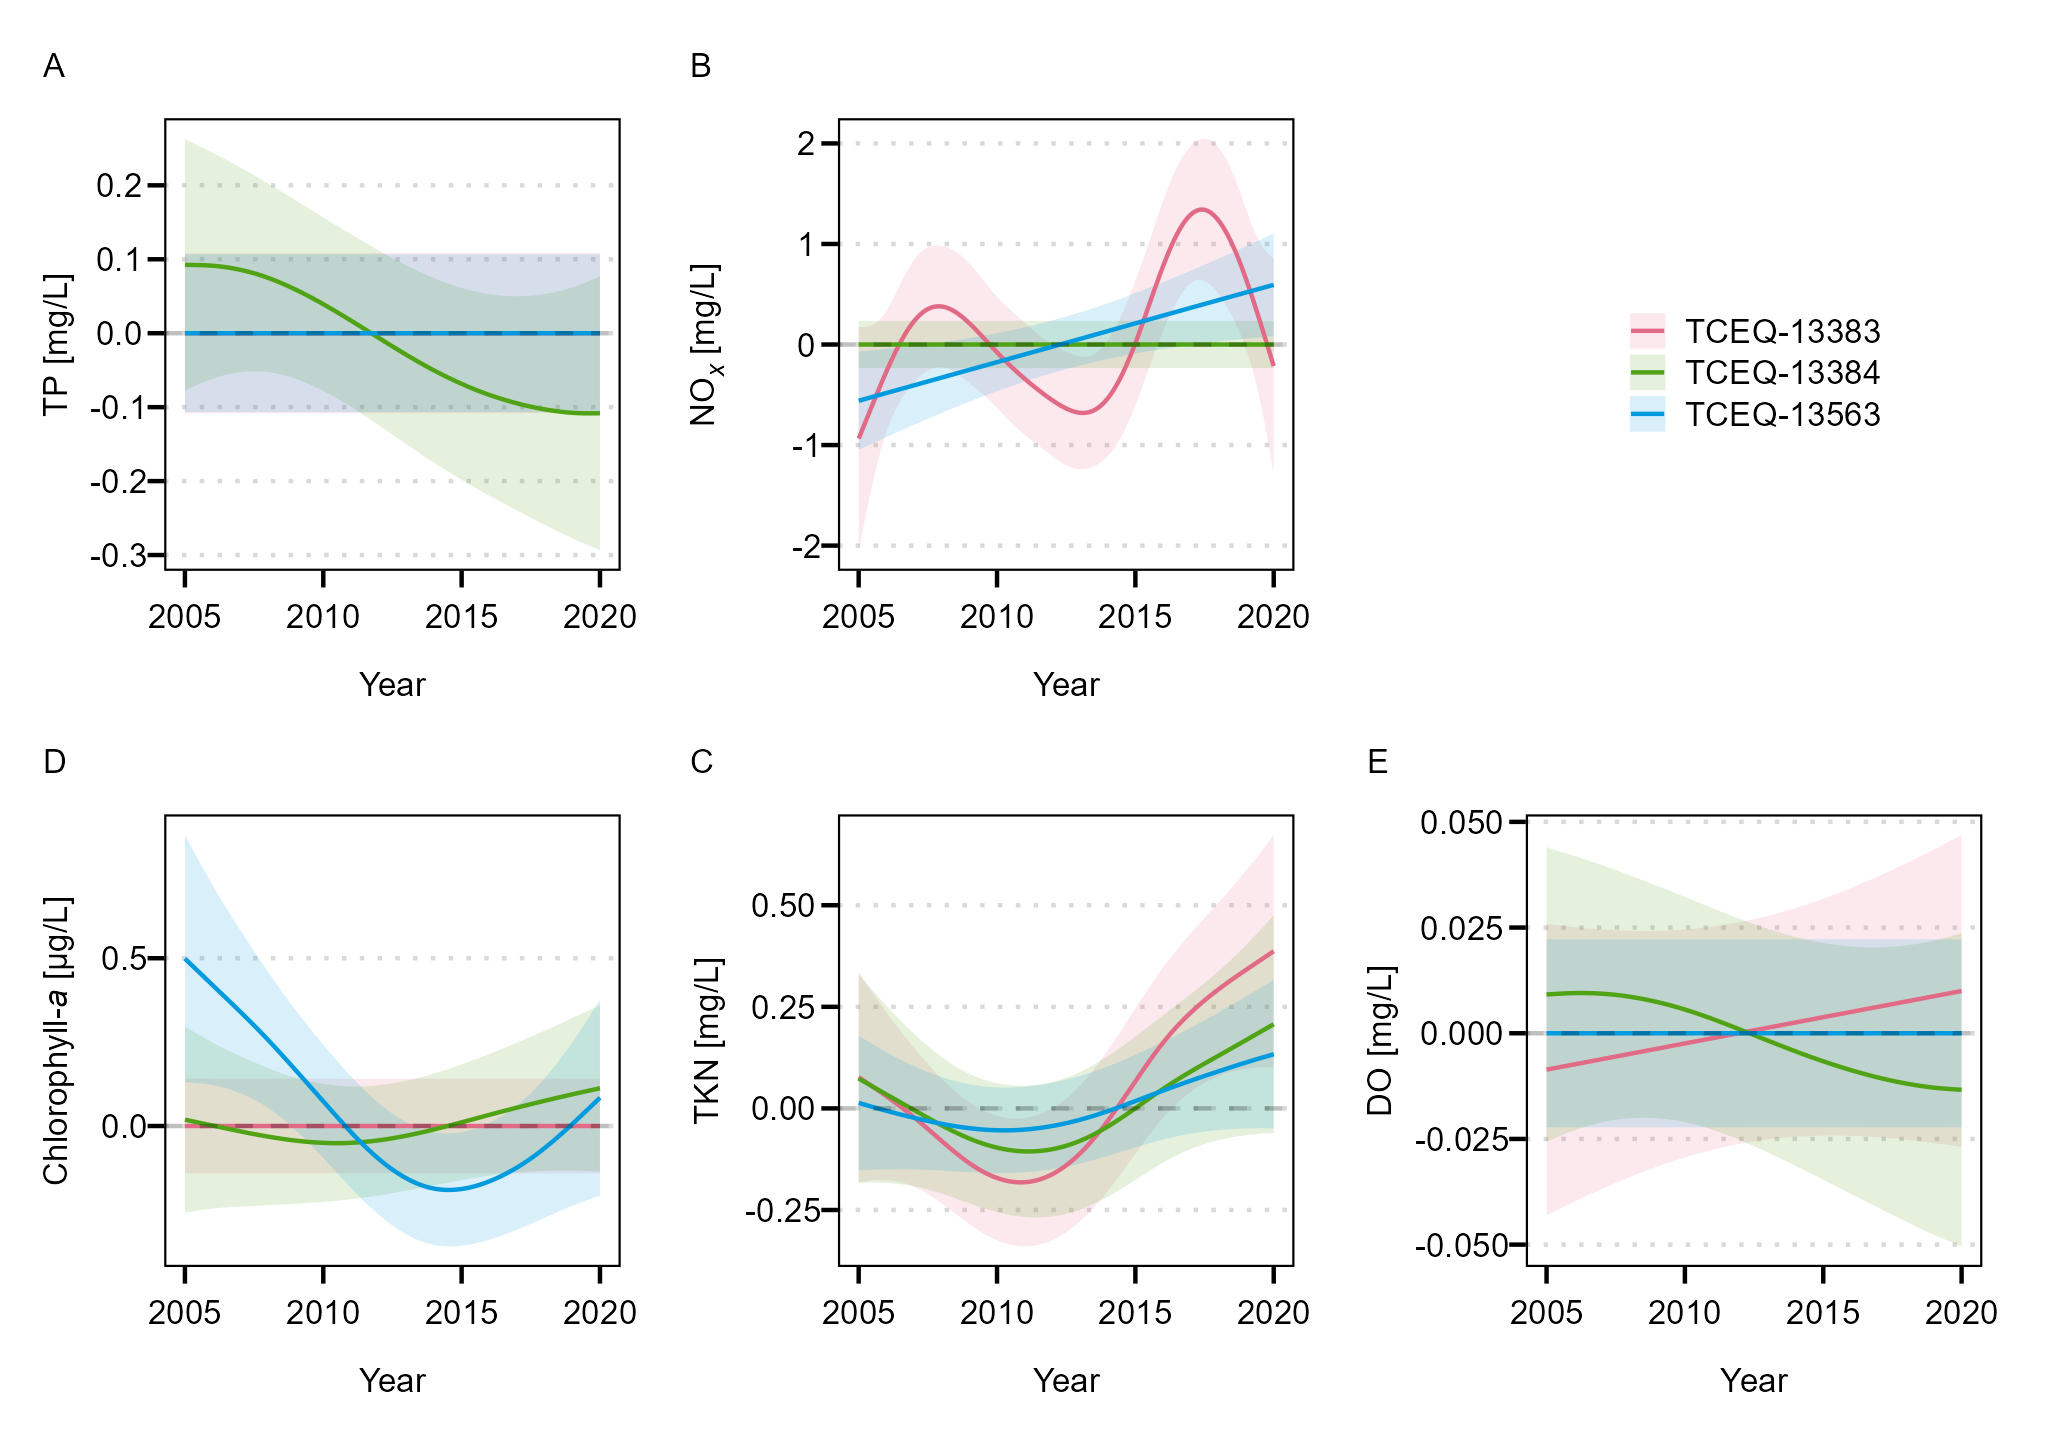 A
TP [mg/L]
0.2
0.1
0.0
-0.1
-0.2
-0.3
2005 2010 2015 2020
Year
B
NOx [mg/L]
2
1
0
-1
-2
2005 2010 2015 2020
Year
TCEQ-13383
TCEQ-13384
TCEQ-13563
D
Chlorophyll-a [µg/L]
0.5
0.0
2005 2010 2015 2020
Year
C
TKN [mg/L]
0.50
0.25
0.00
-0.25
2005 2010 2015 2020
Year
E
DO [mg/L]
0.050
0.025
0.000
-0.025
-0.050
2005 2010 2015 2020
Year